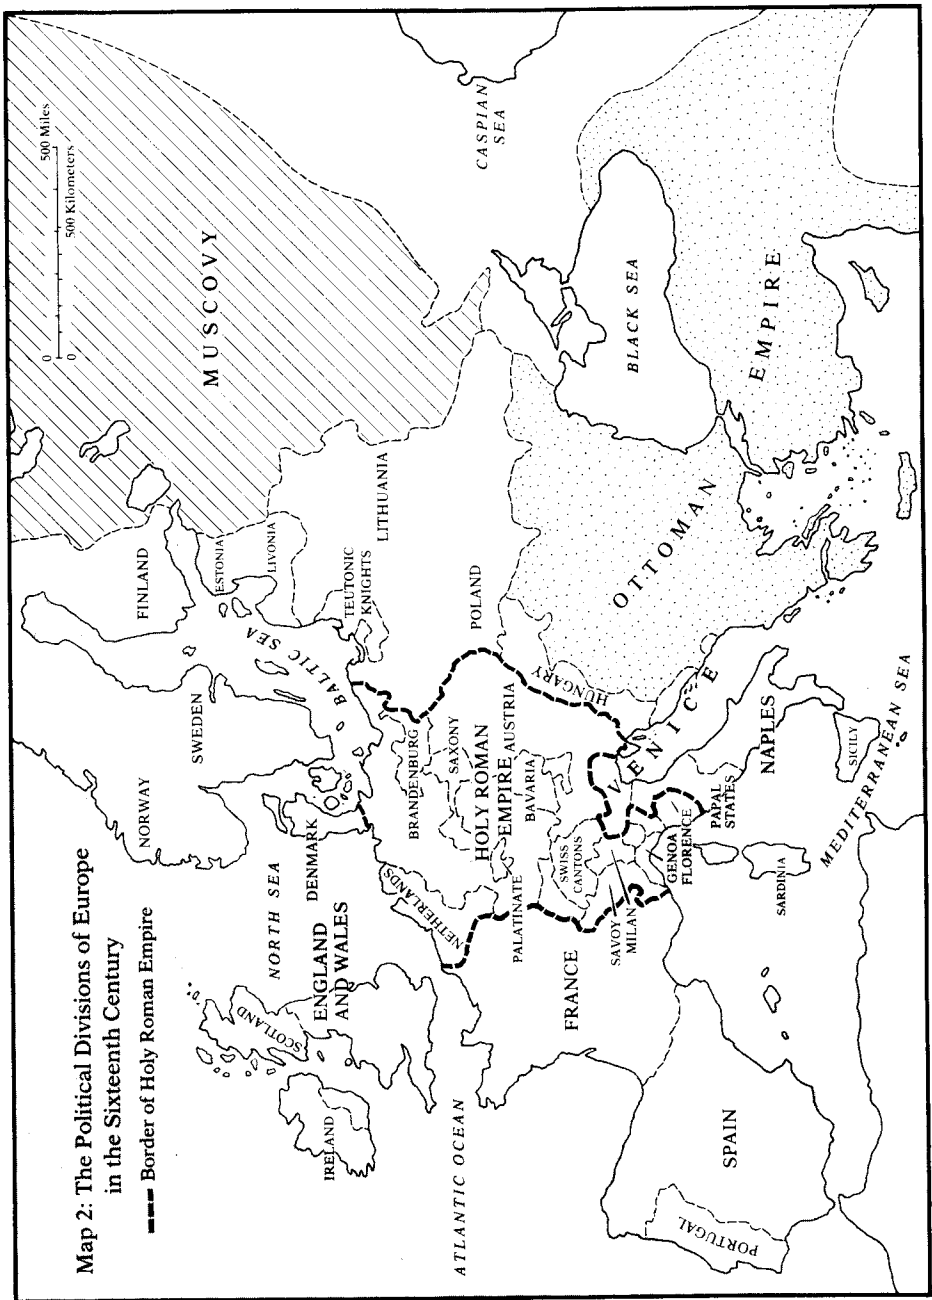 Map 2: The Political Divisions of Europe
in the Sixteenth Century
Border of Holy Roman Empire
0 500 Miles
0 500 Kilometers
NORWAY
SWEDEN
FINLAND
MUSCOVY
NORTH SEA
BALTIC SEA
ESTONIA
LIVONIA
SCOTLAND
IRELAND
ENGLAND
AND WALES
DENMARK
TEUTONIC
KNIGHTS
LITHUANIA
ATLANTIC OCEAN
NETHERLANDS
BRANDENBURG
SAXONY
POLAND
HOLY ROMAN
EMPIRE
PALATINATE
BAVARIA
AUSTRIA
HUNGARY
FRANCE
SWISS
CANTONS
SAVOY
MILAN
VENICE
GENOA
FLORENCE
PAPAL
STATES
NAPLES
SARDINIA
SICILY
MEDITERRANEAN SEA
PORTUGAL
SPAIN
OTTOMAN
EMPIRE
BLACK SEA
CASPIAN
SEA